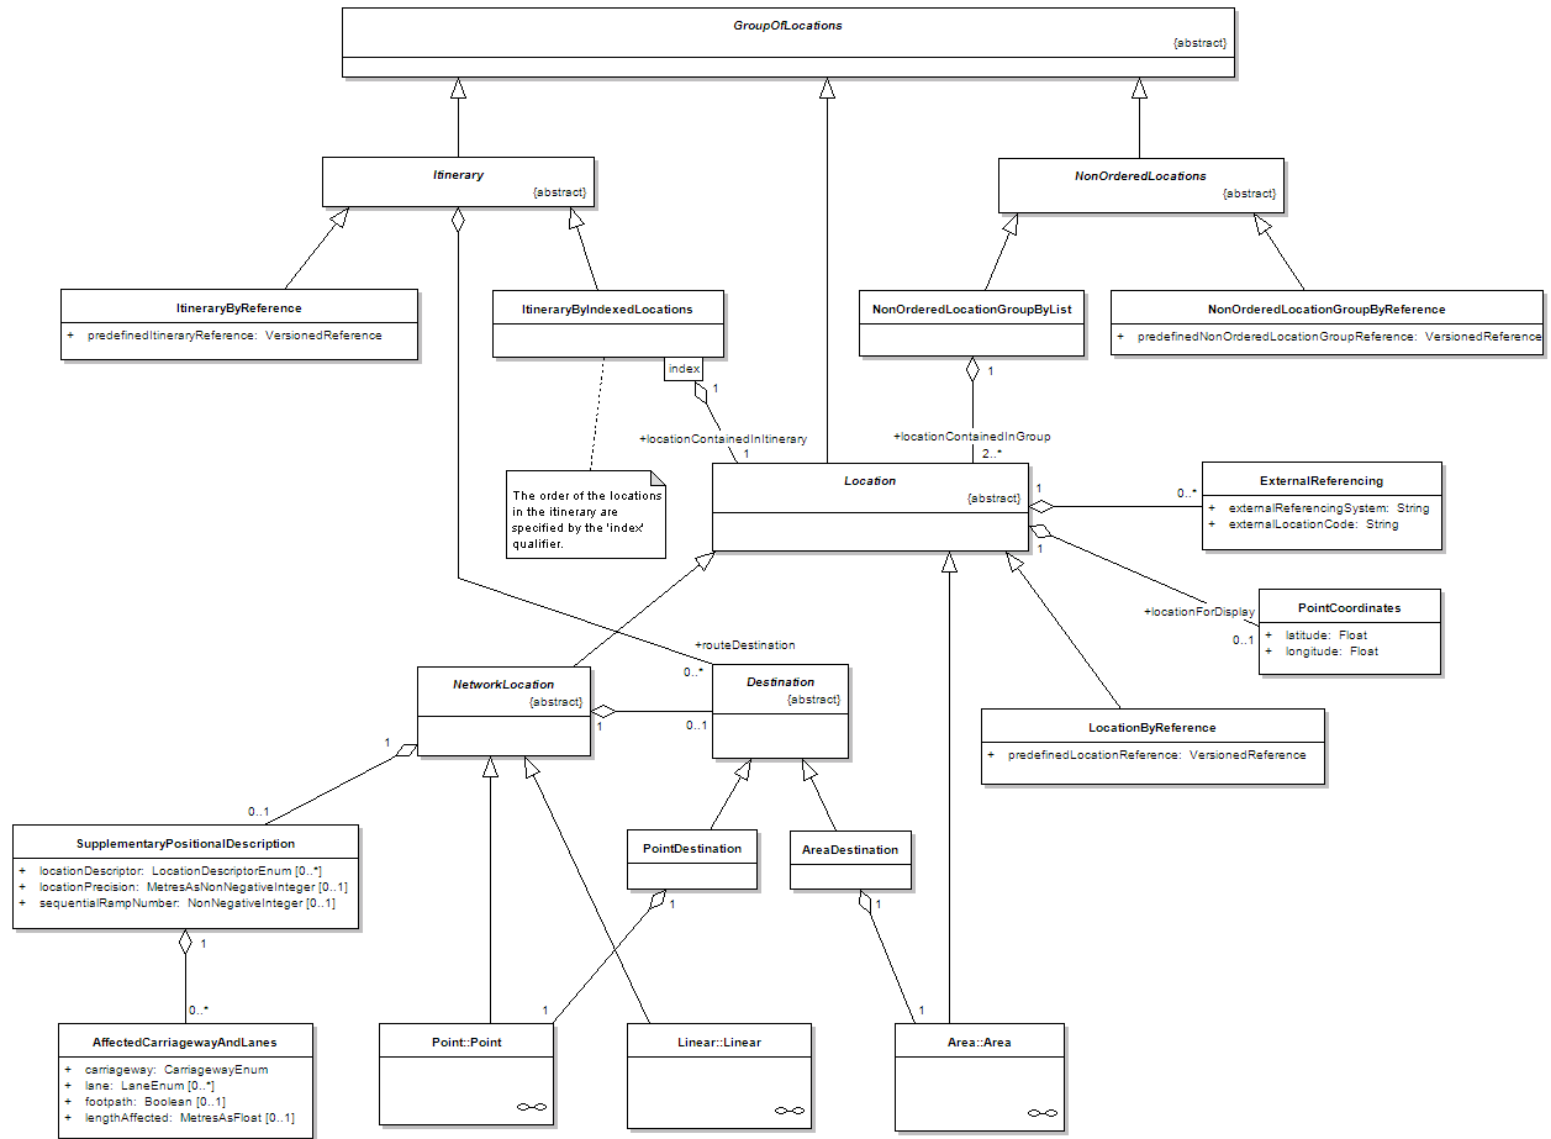 GroupOfLocations
{abstract}
Itinerary
{abstract}
NonOrderedLocations
{abstract}
ItineraryByReference
+ predefinedItineraryReference: VersionedReference
ItineraryByIndexedLocations
index
NonOrderedLocationGroupByList
NonOrderedLocationGroupByReference
+ predefinedNonOrderedLocationGroupReference: VersionedReference
1
1
+locationContainedInItinerary
1
+locationContainedInGroup
2..*
The order of the locations
in the itinerary are
specified by the 'index'
qualifier.
Location
{abstract}
1
0..*
ExternalReferencing
+ externalReferencingSystem: String
+ externalLocationCode: String
1
+locationForDisplay
0..1
PointCoordinates
+ latitude: Float
+ longitude: Float
+routeDestination
0..*
NetworkLocation
{abstract}
1
0..1
Destination
{abstract}
LocationByReference
+ predefinedLocationReference: VersionedReference
1
0..1
SupplementaryPositionalDescription
+ locationDescriptor: LocationDescriptorEnum [0..*]
+ locationPrecision: MetresAsNonNegativeInteger [0..1]
+ sequentialRampNumber: NonNegativeInteger [0..1]
PointDestination
AreaDestination
1
1
1
0..*
1
1
AffectedCarriagewayAndLanes
+ carriageway: CarriagewayEnum
+ lane: LaneEnum [0..*]
+ footpath: Boolean [0..1]
+ lengthAffected: MetresAsFloat [0..1]
Point::Point
Linear::Linear
Area::Area